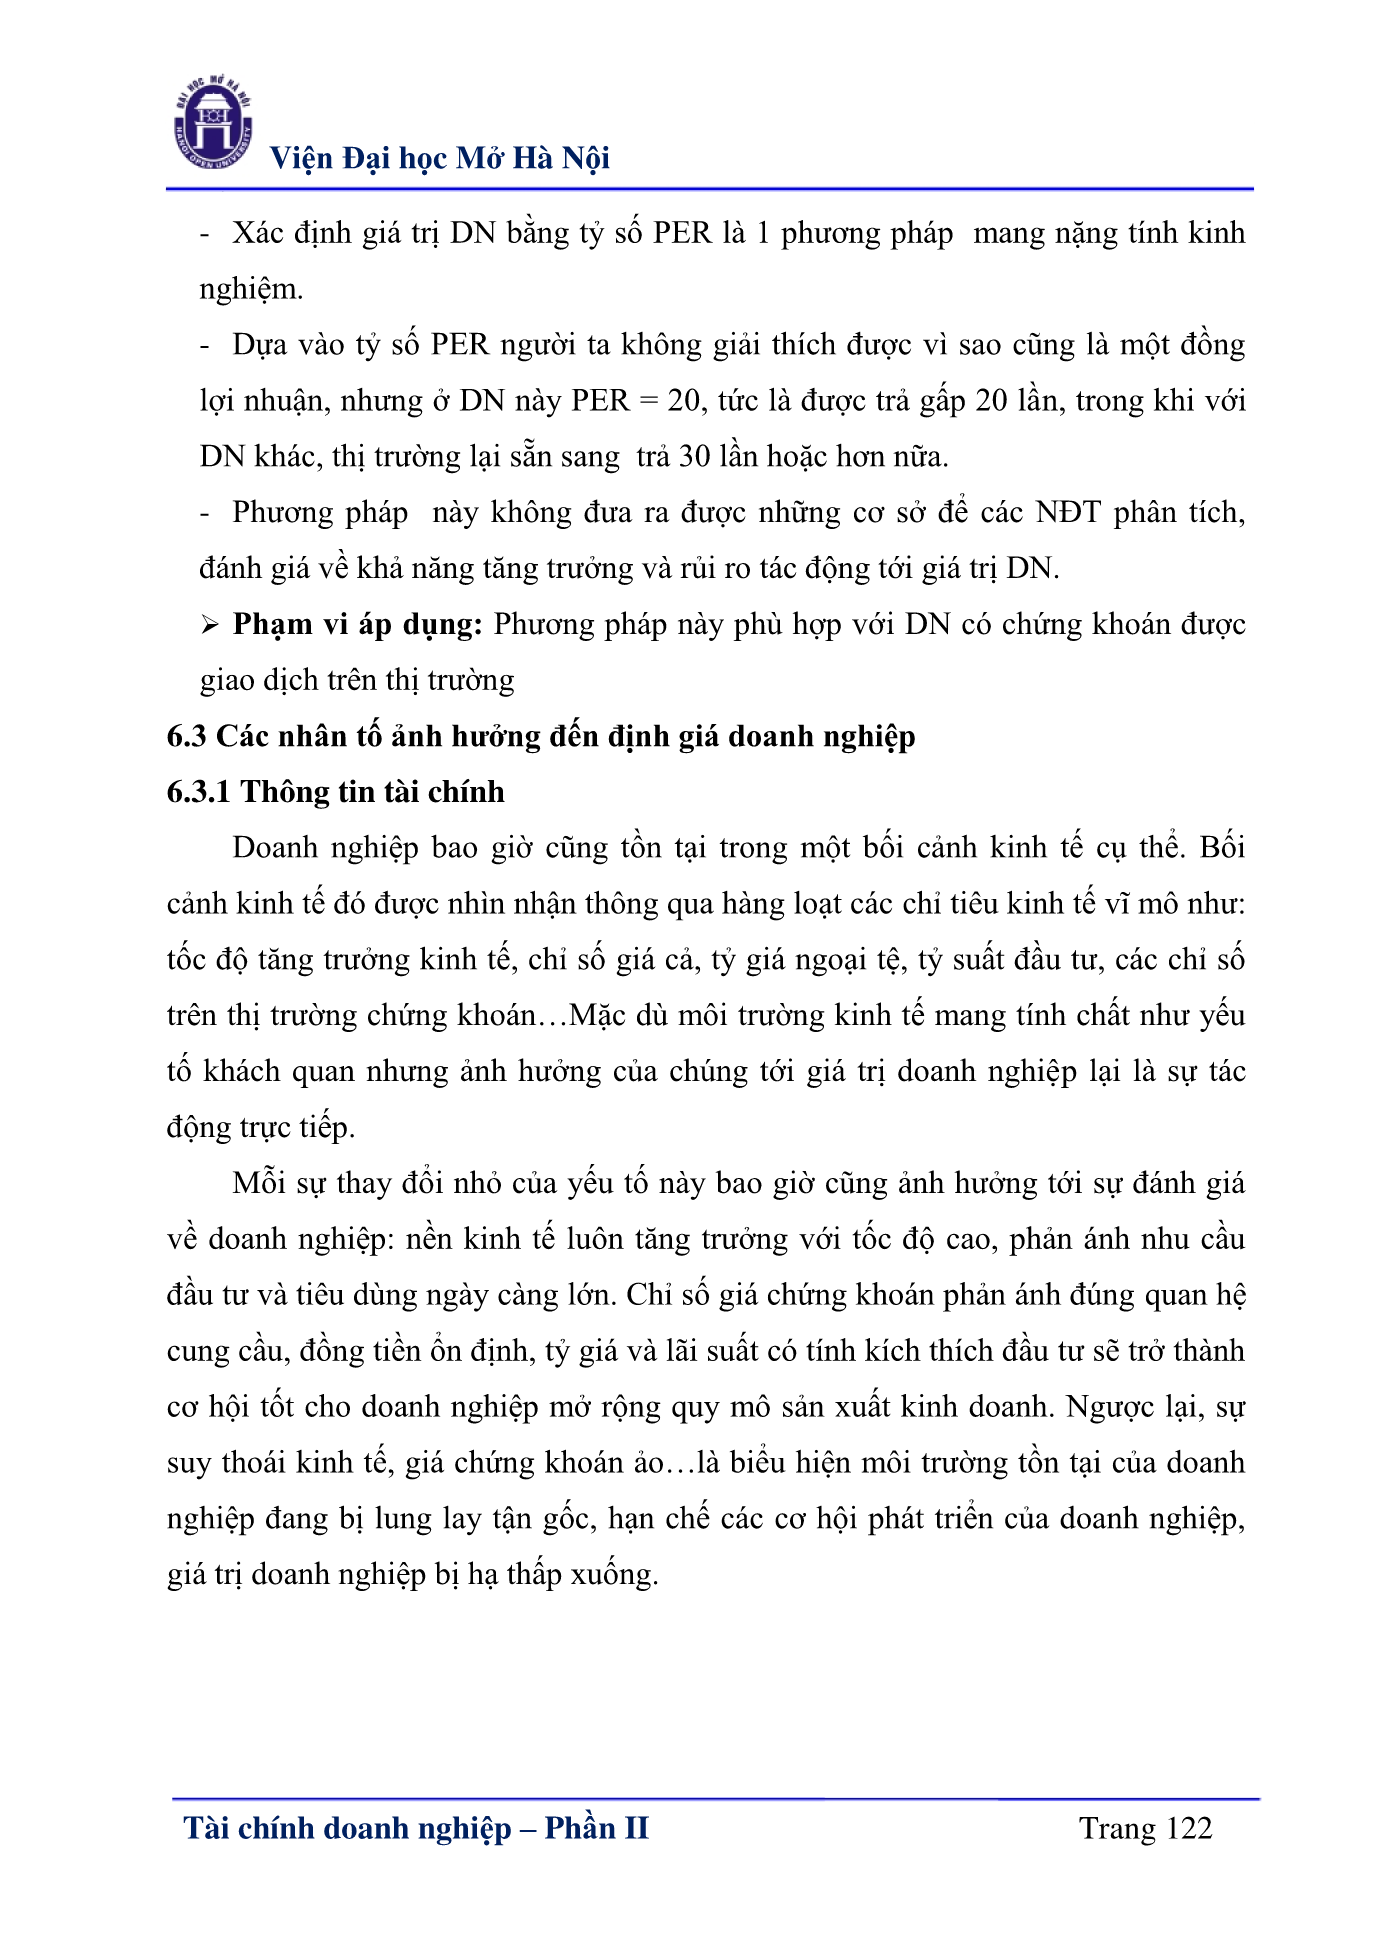 ĐẠI HỌC MỞ HÀ NỘI
HANOI OPEN UNIVERSITY
Viện Đại học Mở Hà Nội
- Xác định giá trị DN bằng tỷ số PER là 1 phương pháp mang nặng tính kinh
nghiệm.
- Dựa vào tỷ số PER người ta không giải thích được vì sao cũng là một đồng
lợi nhuận, nhưng ở DN này PER = 20, tức là được trả gấp 20 lần, trong khi với
DN khác, thị trường lại sẵn sang trả 30 lần hoặc hơn nữa.
- Phương pháp này không đưa ra được những cơ sở để các NĐT phân tích,
đánh giá về khả năng tăng trưởng và rủi ro tác động tới giá trị DN.
➢ Phạm vi áp dụng: Phương pháp này phù hợp với DN có chứng khoán được
giao dịch trên thị trường
6.3 Các nhân tố ảnh hưởng đến định giá doanh nghiệp
6.3.1 Thông tin tài chính
Doanh nghiệp bao giờ cũng tồn tại trong một bối cảnh kinh tế cụ thể. Bối
cảnh kinh tế đó được nhìn nhận thông qua hàng loạt các chỉ tiêu kinh tế vĩ mô như:
tốc độ tăng trưởng kinh tế, chỉ số giá cả, tỷ giá ngoại tệ, tỷ suất đầu tư, các chỉ số
trên thị trường chứng khoán…Mặc dù môi trường kinh tế mang tính chất như yếu
tố khách quan nhưng ảnh hưởng của chúng tới giá trị doanh nghiệp lại là sự tác
động trực tiếp.
Mỗi sự thay đổi nhỏ của yếu tố này bao giờ cũng ảnh hưởng tới sự đánh giá
về doanh nghiệp: nền kinh tế luôn tăng trưởng với tốc độ cao, phản ánh nhu cầu
đầu tư và tiêu dùng ngày càng lớn. Chỉ số giá chứng khoán phản ánh đúng quan hệ
cung cầu, đồng tiền ổn định, tỷ giá và lãi suất có tính kích thích đầu tư sẽ trở thành
cơ hội tốt cho doanh nghiệp mở rộng quy mô sản xuất kinh doanh. Ngược lại, sự
suy thoái kinh tế, giá chứng khoán ảo…là biểu hiện môi trường tồn tại của doanh
nghiệp đang bị lung lay tận gốc, hạn chế các cơ hội phát triển của doanh nghiệp,
giá trị doanh nghiệp bị hạ thấp xuống.
Tài chính doanh nghiệp – Phần II Trang 122